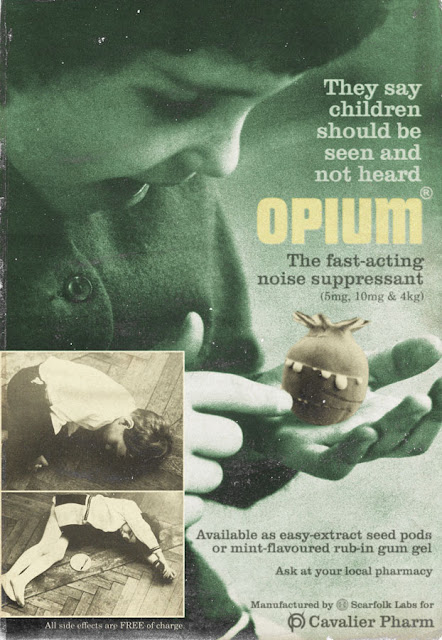 They say
children
should be
seen and
not heard
OPIUM®
The fast-acting
noise suppressant
(5mg, 10mg & 4kg)
Available as easy-extract seed pods
or mint-flavoured rub-in gum gel
Ask at your local pharmacy
Manufactured by Scarfolk Labs for
Cavalier Pharm
All side effects are FREE of charge